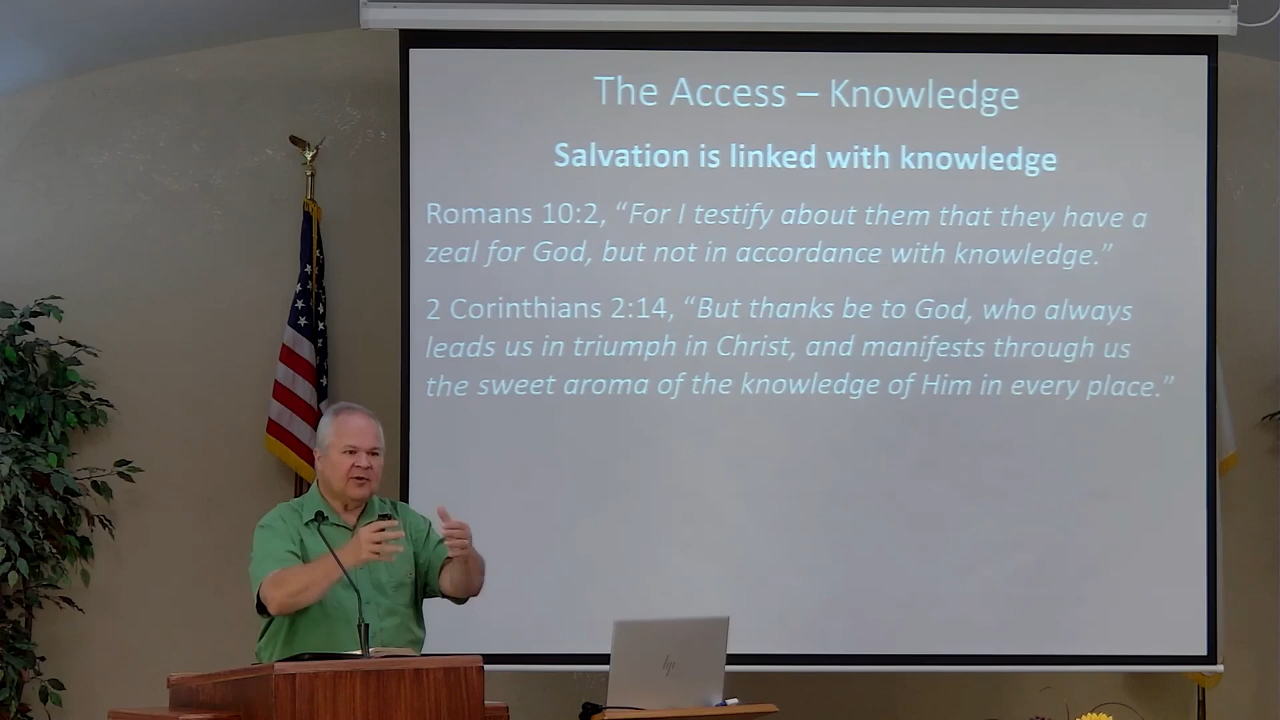 The Access – Knowledge
Salvation is linked with knowledge
Romans 10:2, “For I testify about them that they have a
zeal for God, but not in accordance with knowledge.”
2 Corinthians 2:14, “But thanks be to God, who always
leads us in triumph in Christ, and manifests through us
the sweet aroma of the knowledge of Him in every place.”
hp